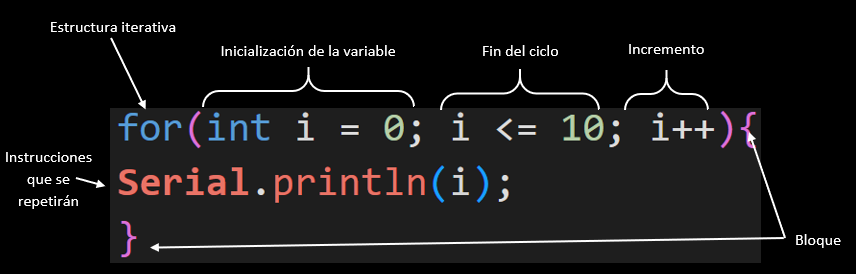 Estructura iterativa
Inicialización de la variable
Fin del ciclo
Incremento
for(int i = 0; i <= 10; i++){
Instrucciones
que se
repetirán
Serial.println(i);
}
Bloque